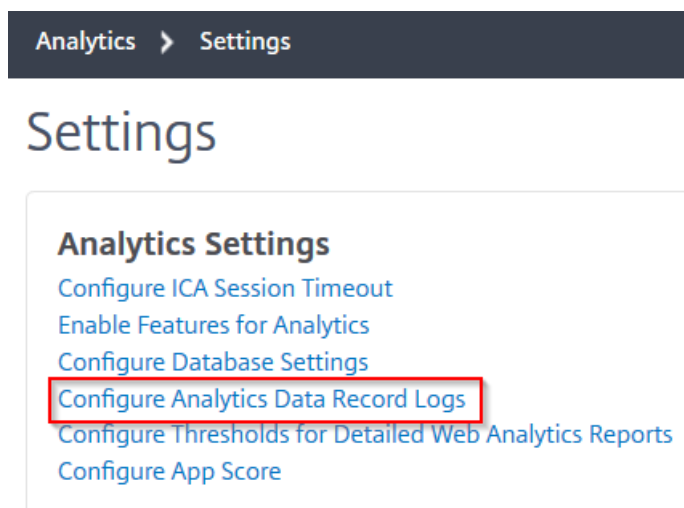 Analytics > Settings
Settings
Analytics Settings
Configure ICA Session Timeout
Enable Features for Analytics
Configure Database Settings
Configure Analytics Data Record Logs
Configure Thresholds for Detailed Web Analytics Reports
Configure App Score